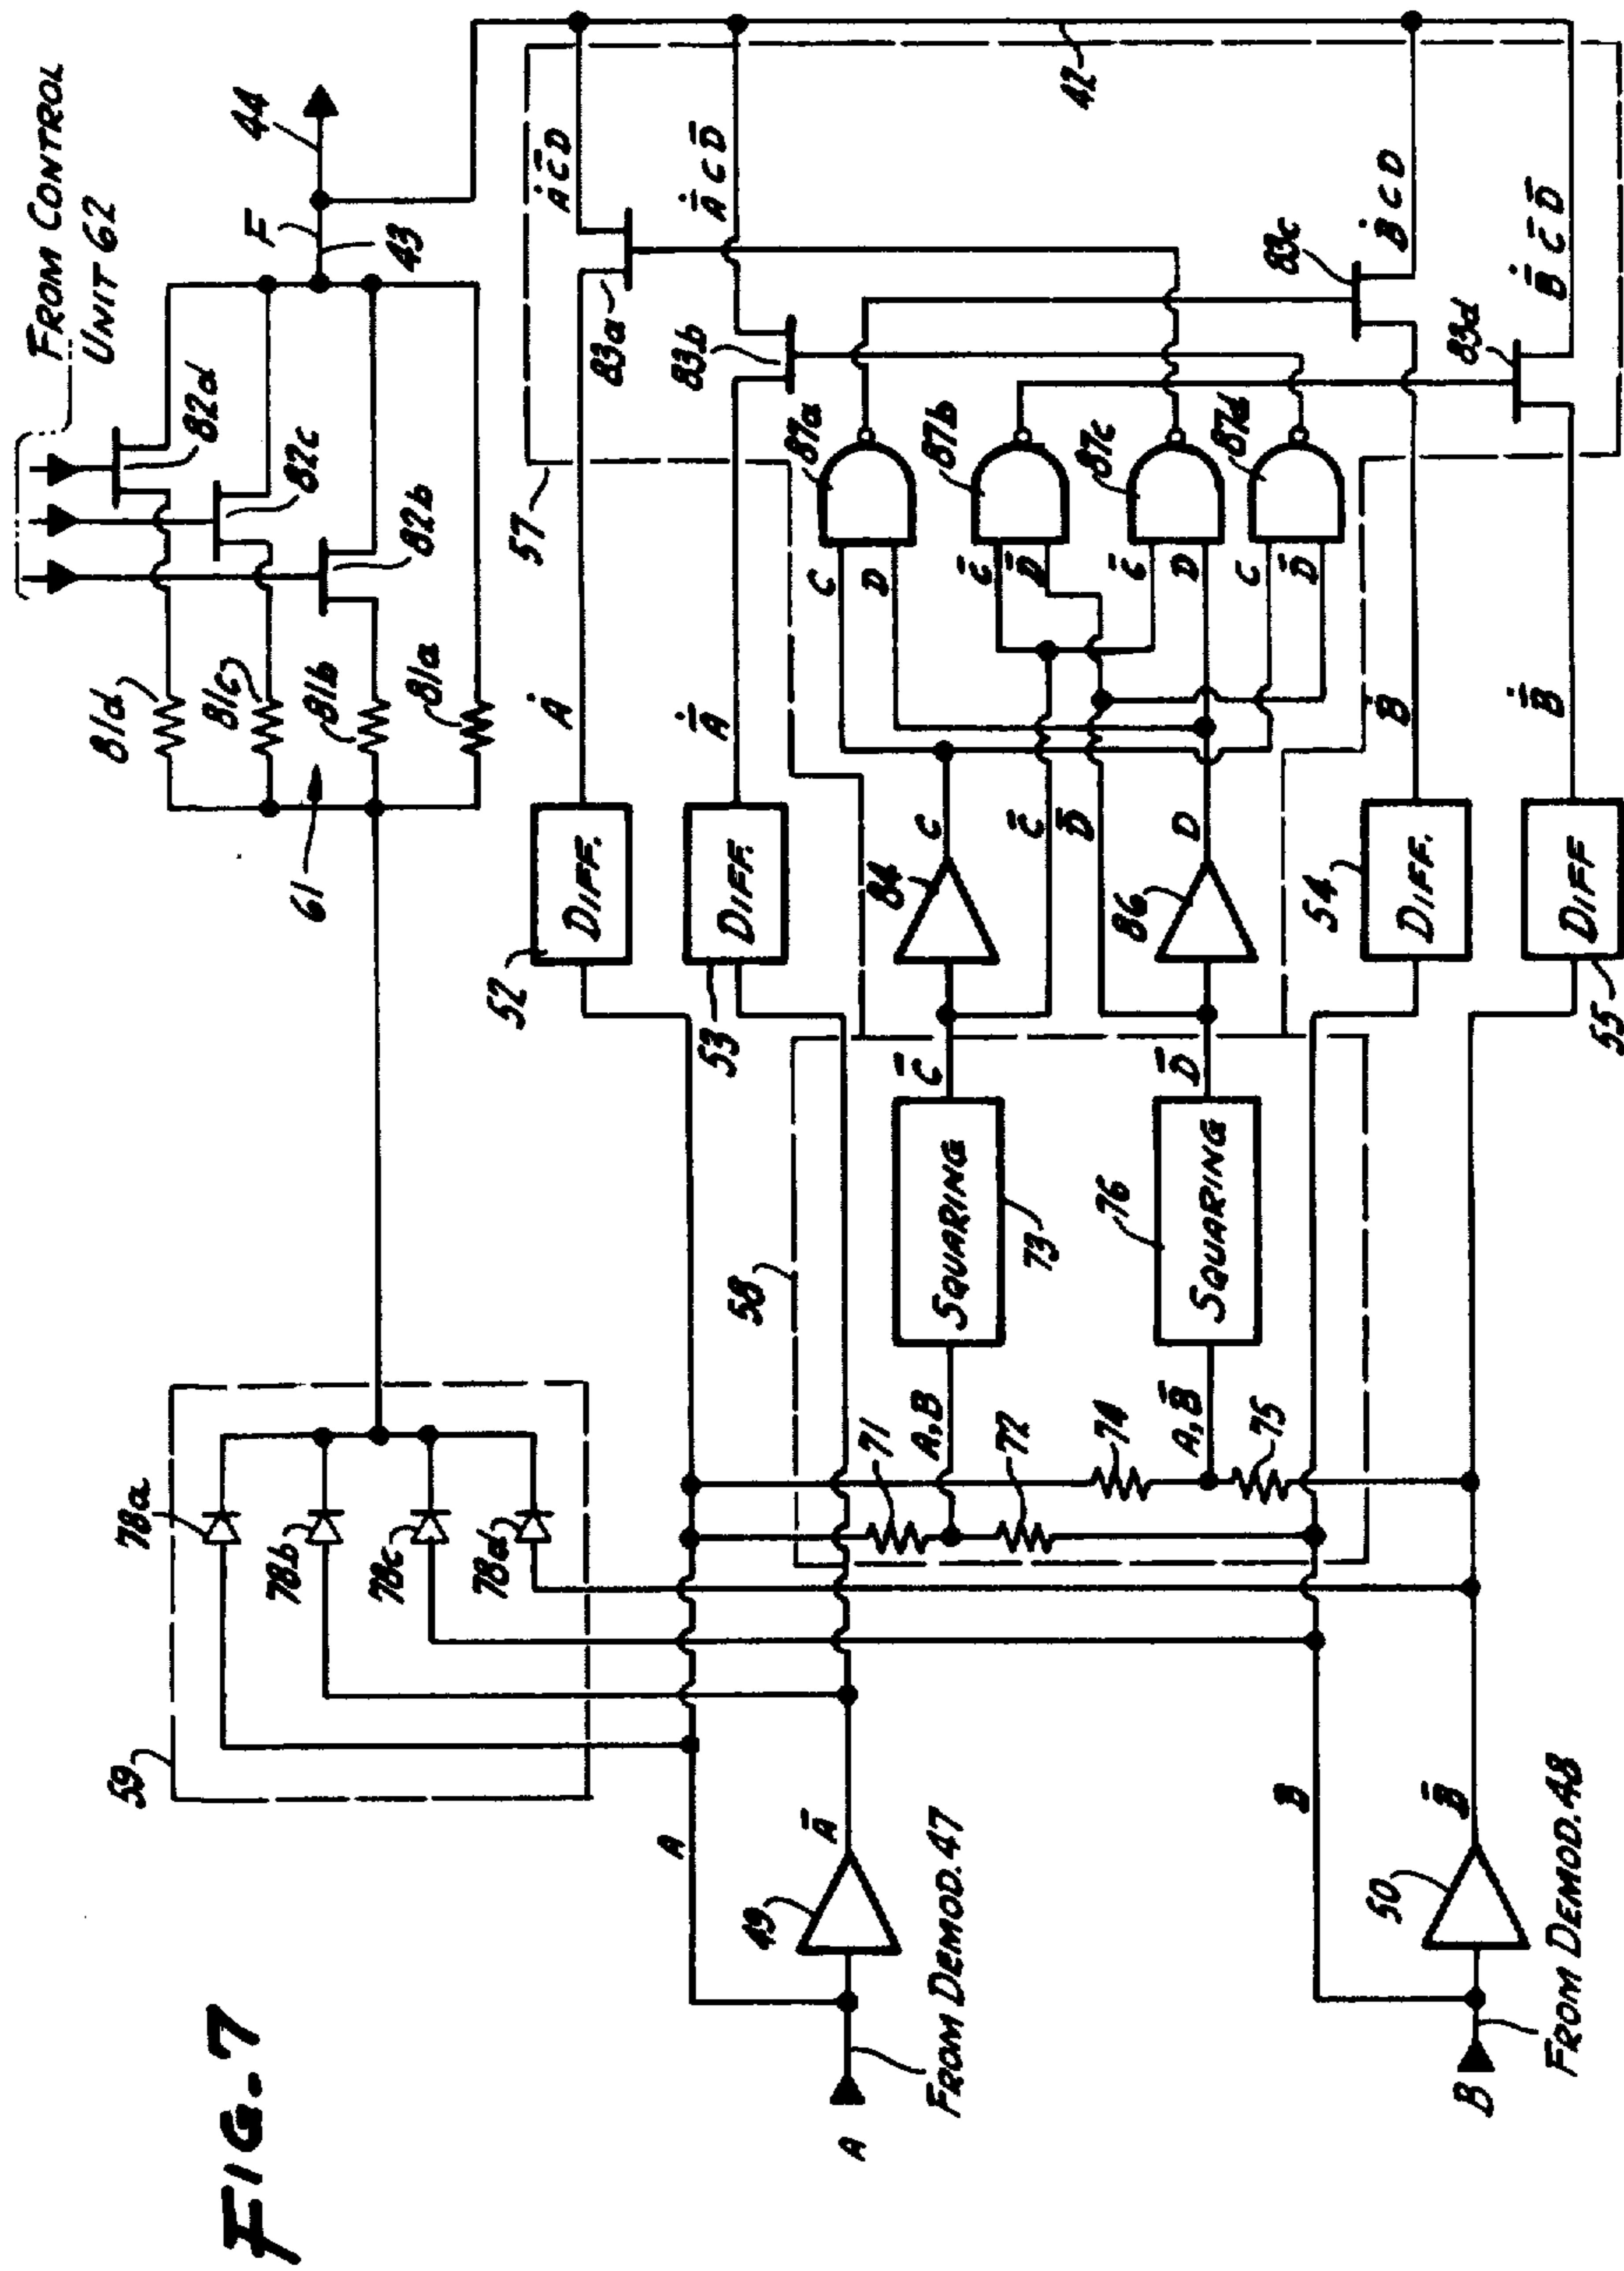 FIG-7
FROM CONTROL
UNIT 62
59
78a
78b
78c
78d
61
81d
81c
81b
81a
82d
82c
82b
F
43
44
A
FROM DEMOD. 47
49
A
Ā
B
FROM DEMOD. 48
50
B
B̄
58
71
A,B
72
74
A,B̄
75
SQUARING
73
C̄
76
SQUARING
D̄
52
DIFF.
Ȧ
53
DIFF.
Ā̇
84
C
C̄
D̄
86
D
54
DIFF.
Ḃ
55
DIFF
B̄̇
57
C
D
87a
C̄
D̄
87b
C̄
D
87c
C
D̄
87d
83a
83b
83c
83d
ȦC̄D
Ā̇CD̄
ḂCD
B̄̇C̄D̄
42